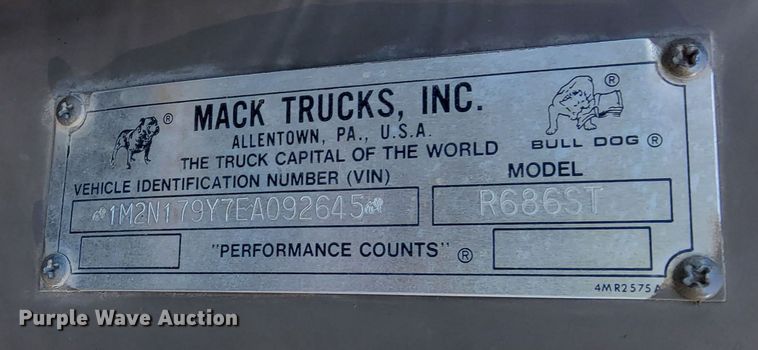 MACK TRUCKS, INC.
®
®
ALLENTOWN, PA., U.S.A.
BULL DOG ®
THE TRUCK CAPITAL OF THE WORLD
VEHICLE IDENTIFICATION NUMBER (VIN)
MODEL
1M2N179Y7EA092645
R686ST
"PERFORMANCE COUNTS" ®
4MR2575A
Purple Wave Auction